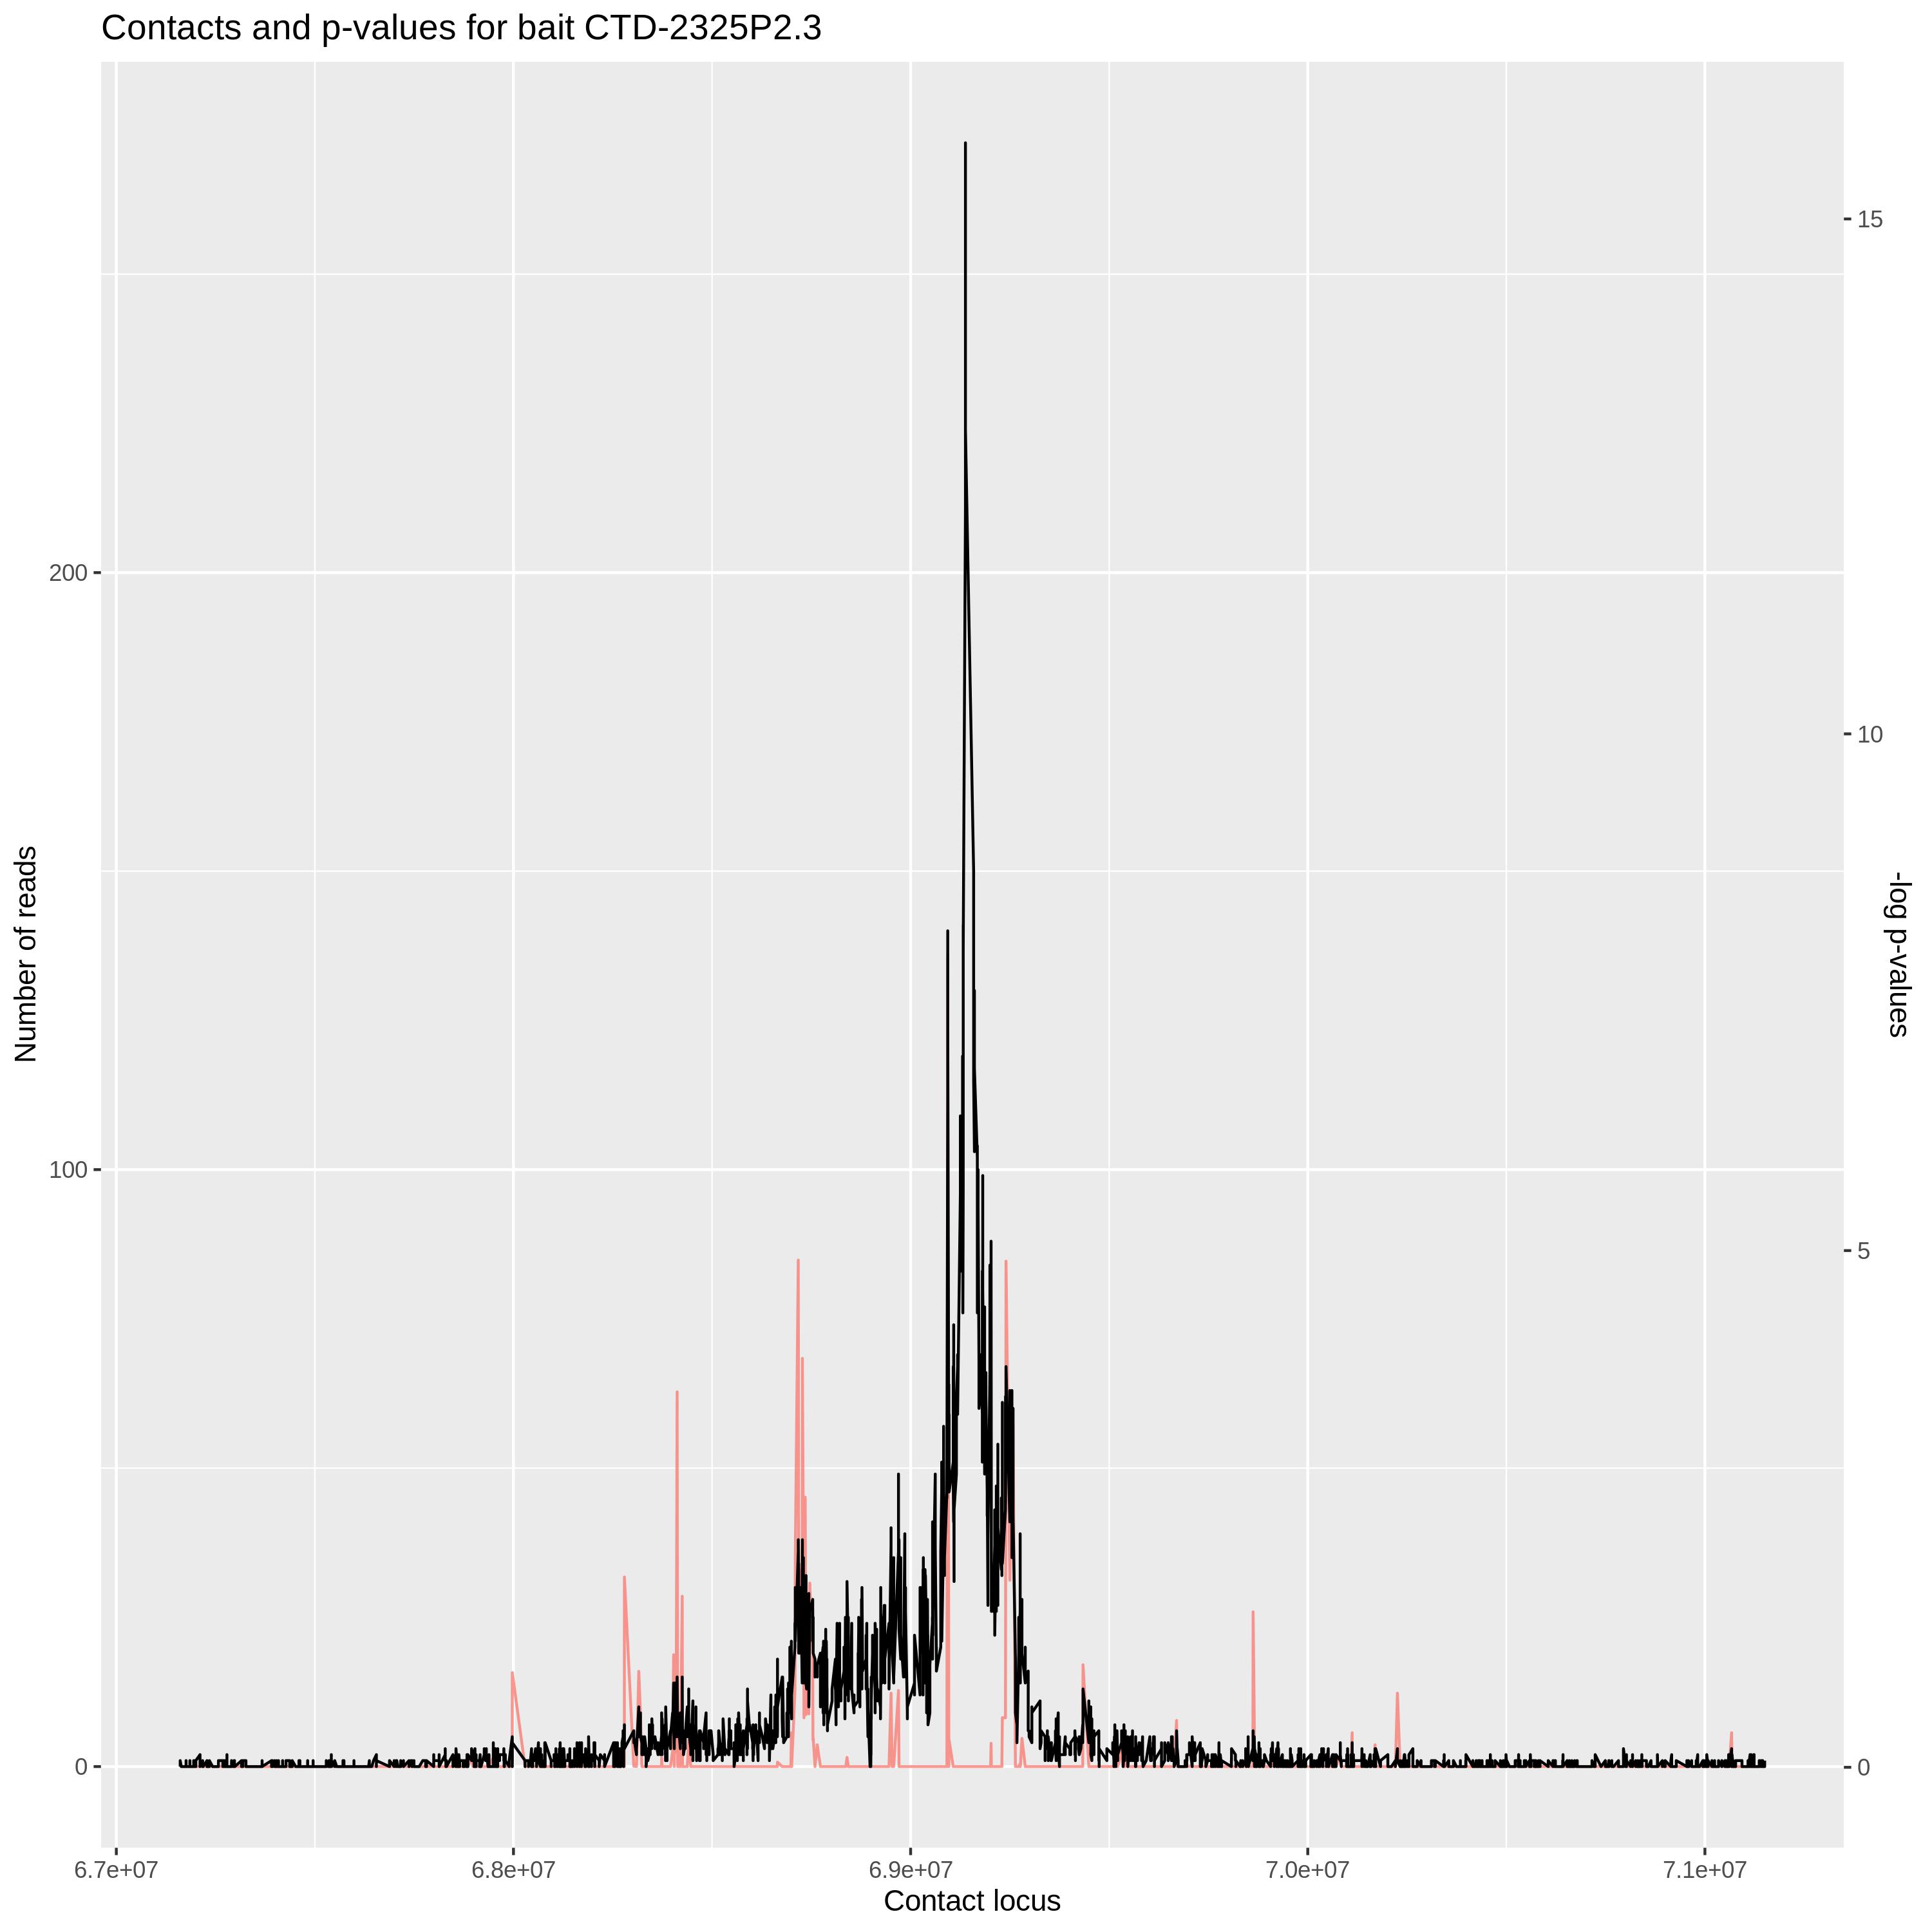 Contacts and p-values for bait CTD-2325P2.3
Number of reads
200
100
0
15
10
5
0
-log p-values
6.7e+07
6.8e+07
6.9e+07
7.0e+07
7.1e+07
Contact locus